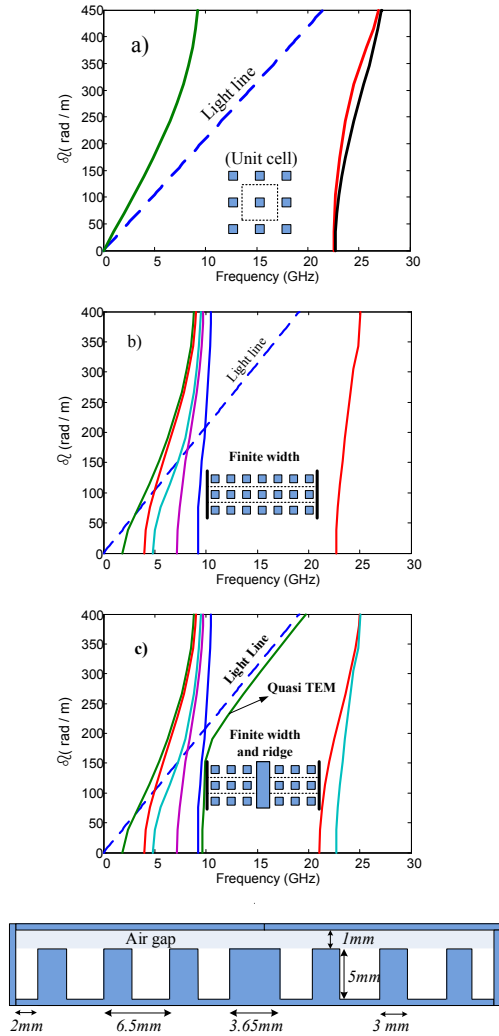 a)
450
400
350
300
250
200
150
100
50
0
β( rad / m)
Light line
(Unit cell)
0 5 10 15 20 25 30
Frequency (GHz)
b)
400
350
300
250
200
150
100
50
0
β (rad / m)
Light line
Finite width
0 5 10 15 20 25 30
Frequency (GHz)
c)
400
350
300
250
200
150
100
50
0
β( rad / m)
Light Line
Quasi TEM
Finite width
and ridge
0 5 10 15 20 25 30
Frequency (GHz)
Air gap
1mm
5mm
2mm
6.5mm
3.65mm
3 mm